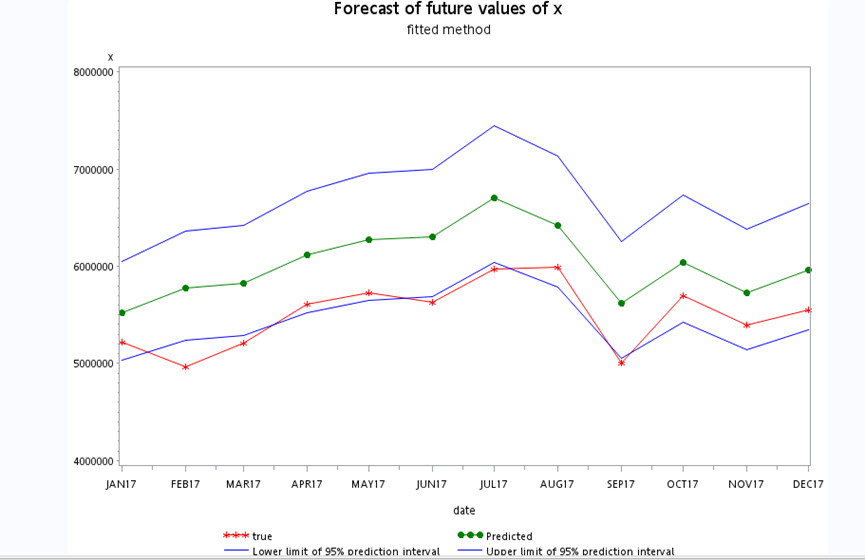 Forecast of future values of x
fitted method
x
8000000
7000000
6000000
5000000
4000000
JAN17 FEB17 MAR17 APR17 MAY17 JUN17 JUL17 AUG17 SEP17 OCT17 NOV17 DEC17
date
true Predicted
Lower limit of 95% prediction interval Upper limit of 95% prediction interval